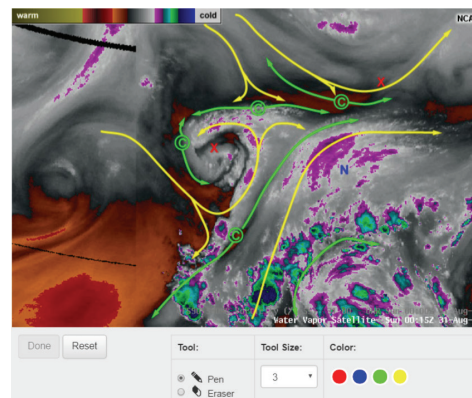 warm
cold
NCA
C
C
X
C
X
N
C
Water Vapor Satellite Sun 00:15Z 31-Aug-
Done
Reset
Tool:
Tool Size:
Color:
Pen
3
Eraser